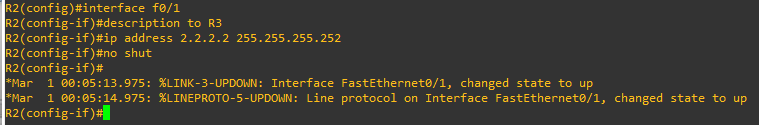 R2(config)#interface f0/1
R2(config-if)#description to R3
R2(config-if)#ip address 2.2.2.2 255.255.255.252
R2(config-if)#no shut
R2(config-if)#
*Mar  1 00:05:13.975: %LINK-3-UPDOWN: Interface FastEthernet0/1, changed state to up
*Mar  1 00:05:14.975: %LINEPROTO-5-UPDOWN: Line protocol on Interface FastEthernet0/1, changed state to up
R2(config-if)#